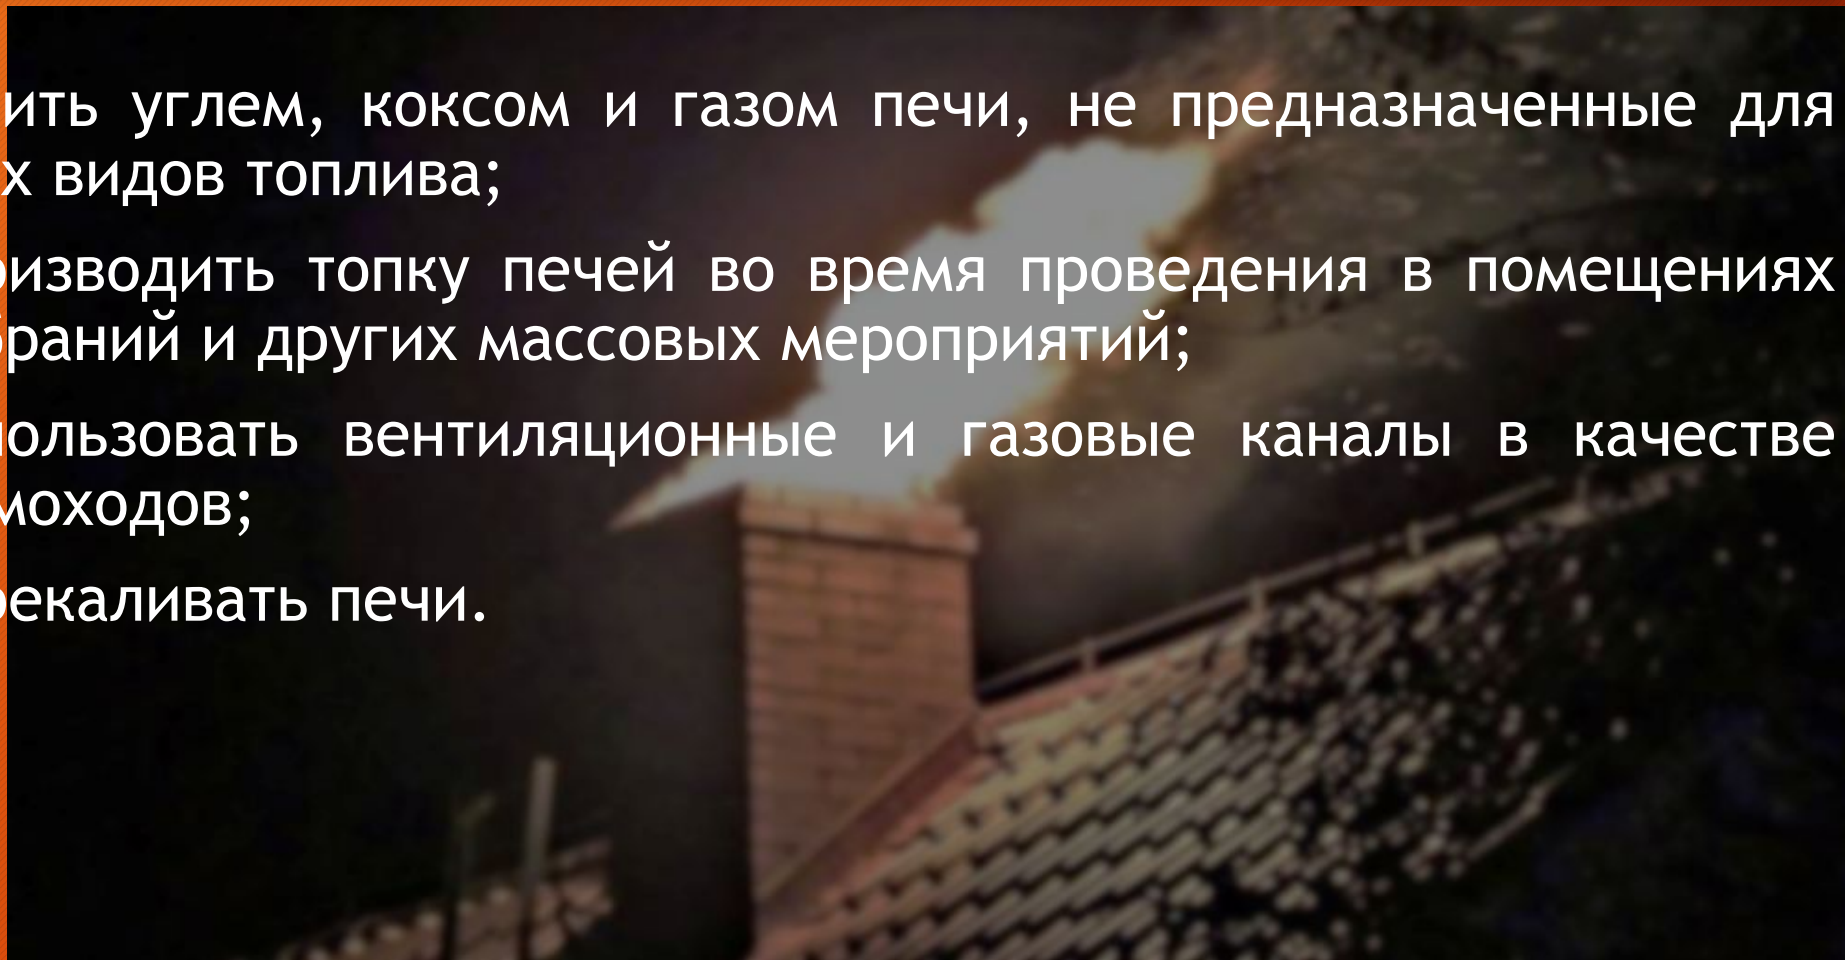 ить углем, коксом и газом печи, не предназначенные для
х видов топлива;
изводить топку печей во время проведения в помещениях
раний и других массовых мероприятий;
ользовать вентиляционные и газовые каналы в качестве
моходов;
екаливать печи.